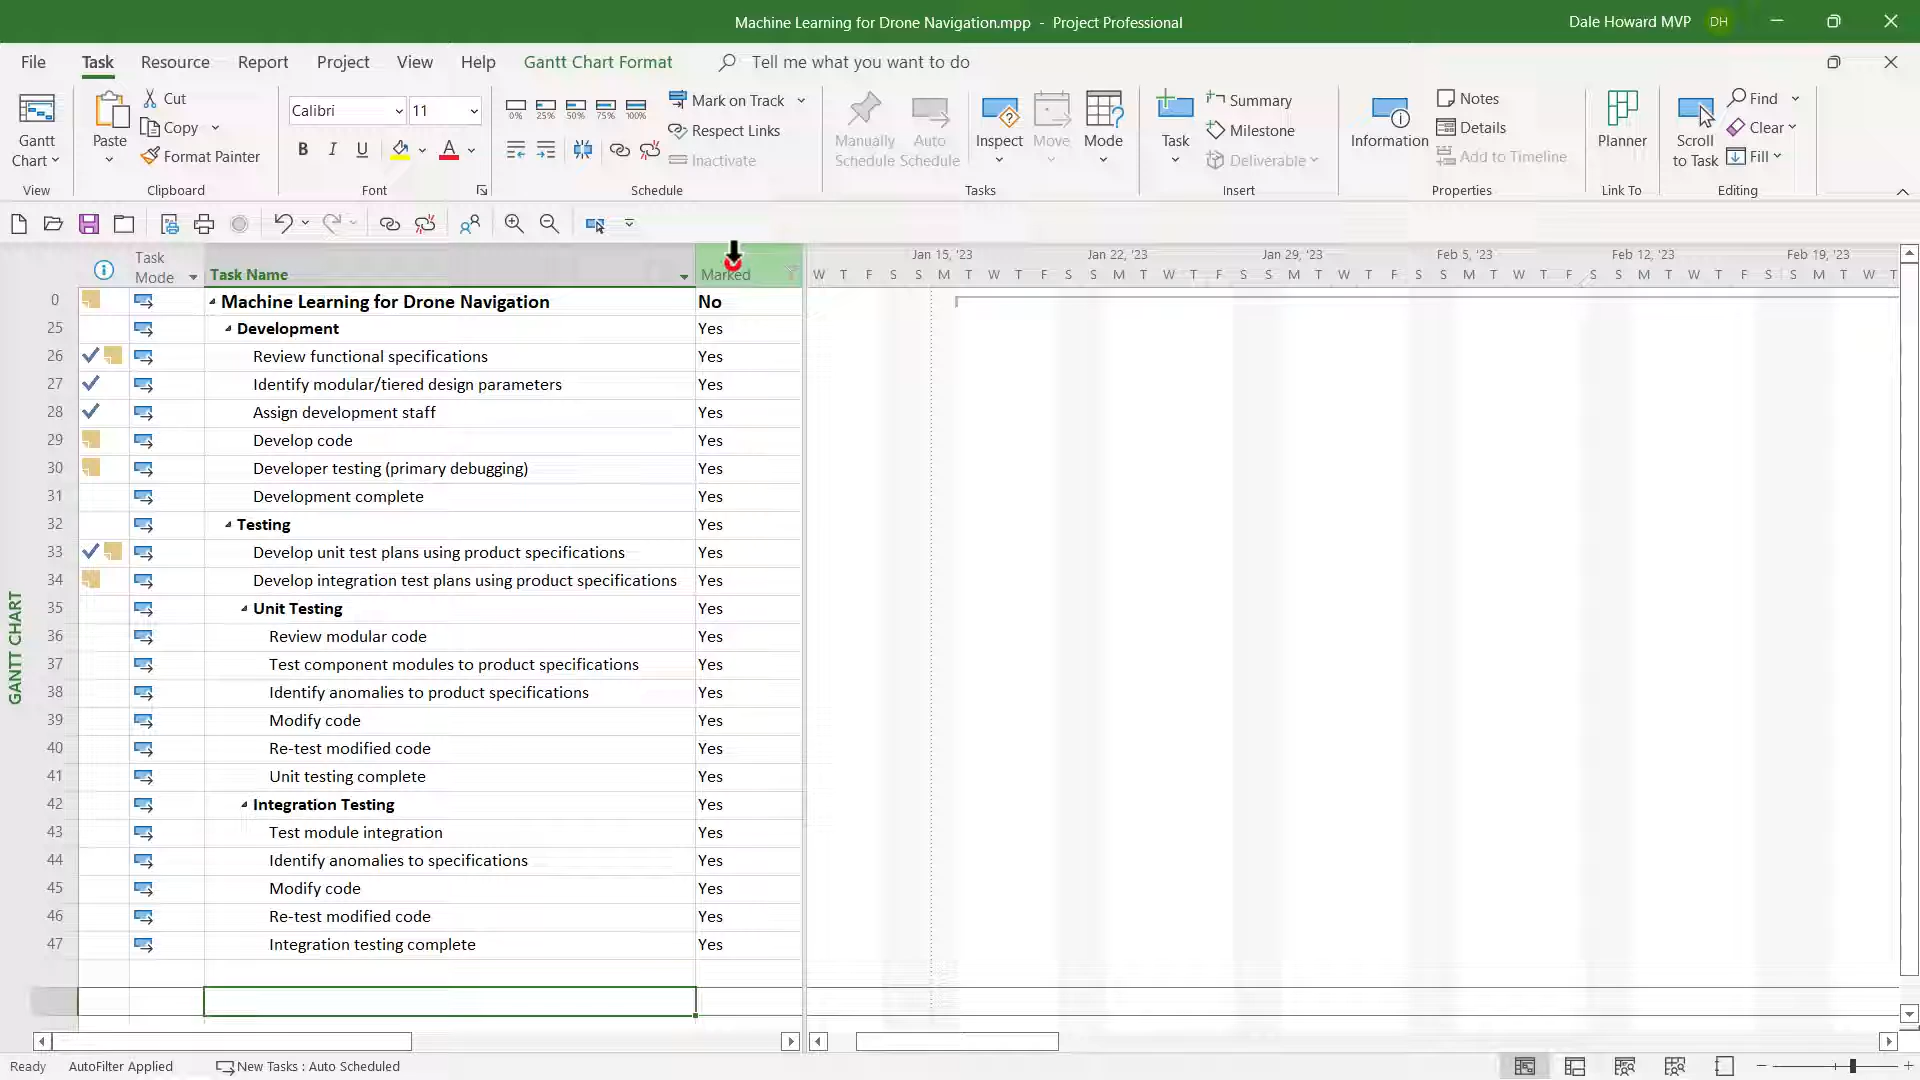 Machine Learning for Drone Navigation.mpp - Project Professional
Dale Howard MVP DH
File Task Resource Report Project View Help Gantt Chart Format Tell me what you want to do
Gantt Chart
View
Paste
Cut
Copy
Format Painter
Clipboard
Calibri 11
B I U A
Font
0% 25% 50% 75% 100%
Mark on Track
Respect Links
Inactivate
Schedule
Manually Schedule
Auto Schedule
Inspect
Move
Mode
Tasks
Task
Summary
Milestone
Deliverable
Insert
Information
Notes
Details
Add to Timeline
Properties
Planner
Link To
Scroll to Task
Find
Clear
Fill
Editing
Task Mode Task Name Marked
Jan 15, '23 Jan 22, '23 Jan 29, '23 Feb 5, '23 Feb 12, '23 Feb 19, '23
W T F S S M T W T F S S M T W T F S S M T W T F S S M T W T F S S M T W T F S S M T W T
0 Machine Learning for Drone Navigation No
25 Development Yes
26 Review functional specifications Yes
27 Identify modular/tiered design parameters Yes
28 Assign development staff Yes
29 Develop code Yes
30 Developer testing (primary debugging) Yes
31 Development complete Yes
32 Testing Yes
33 Develop unit test plans using product specifications Yes
34 Develop integration test plans using product specifications Yes
35 Unit Testing Yes
36 Review modular code Yes
37 Test component modules to product specifications Yes
38 Identify anomalies to product specifications Yes
39 Modify code Yes
40 Re-test modified code Yes
41 Unit testing complete Yes
42 Integration Testing Yes
43 Test module integration Yes
44 Identify anomalies to specifications Yes
45 Modify code Yes
46 Re-test modified code Yes
47 Integration testing complete Yes
GANTT CHART
Ready AutoFilter Applied New Tasks : Auto Scheduled